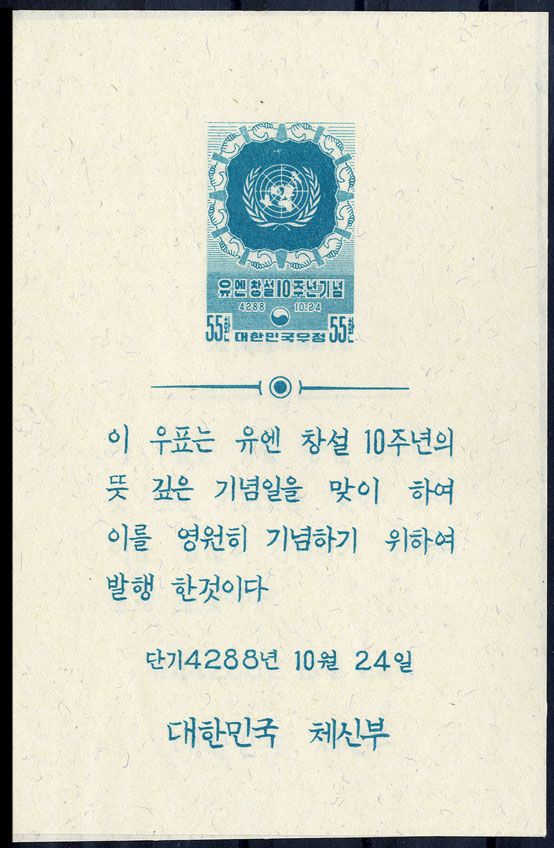 유엔 창설10주년기념
4288 10.24
55환 대한민국우정 55환
이 우표는 유엔 창설 10주년의
뜻 깊은 기념일을 맞이 하여
이를 영원히 기념하기 위하여
발행 한것이다
단기4288년 10월 24일
대한민국 체신부